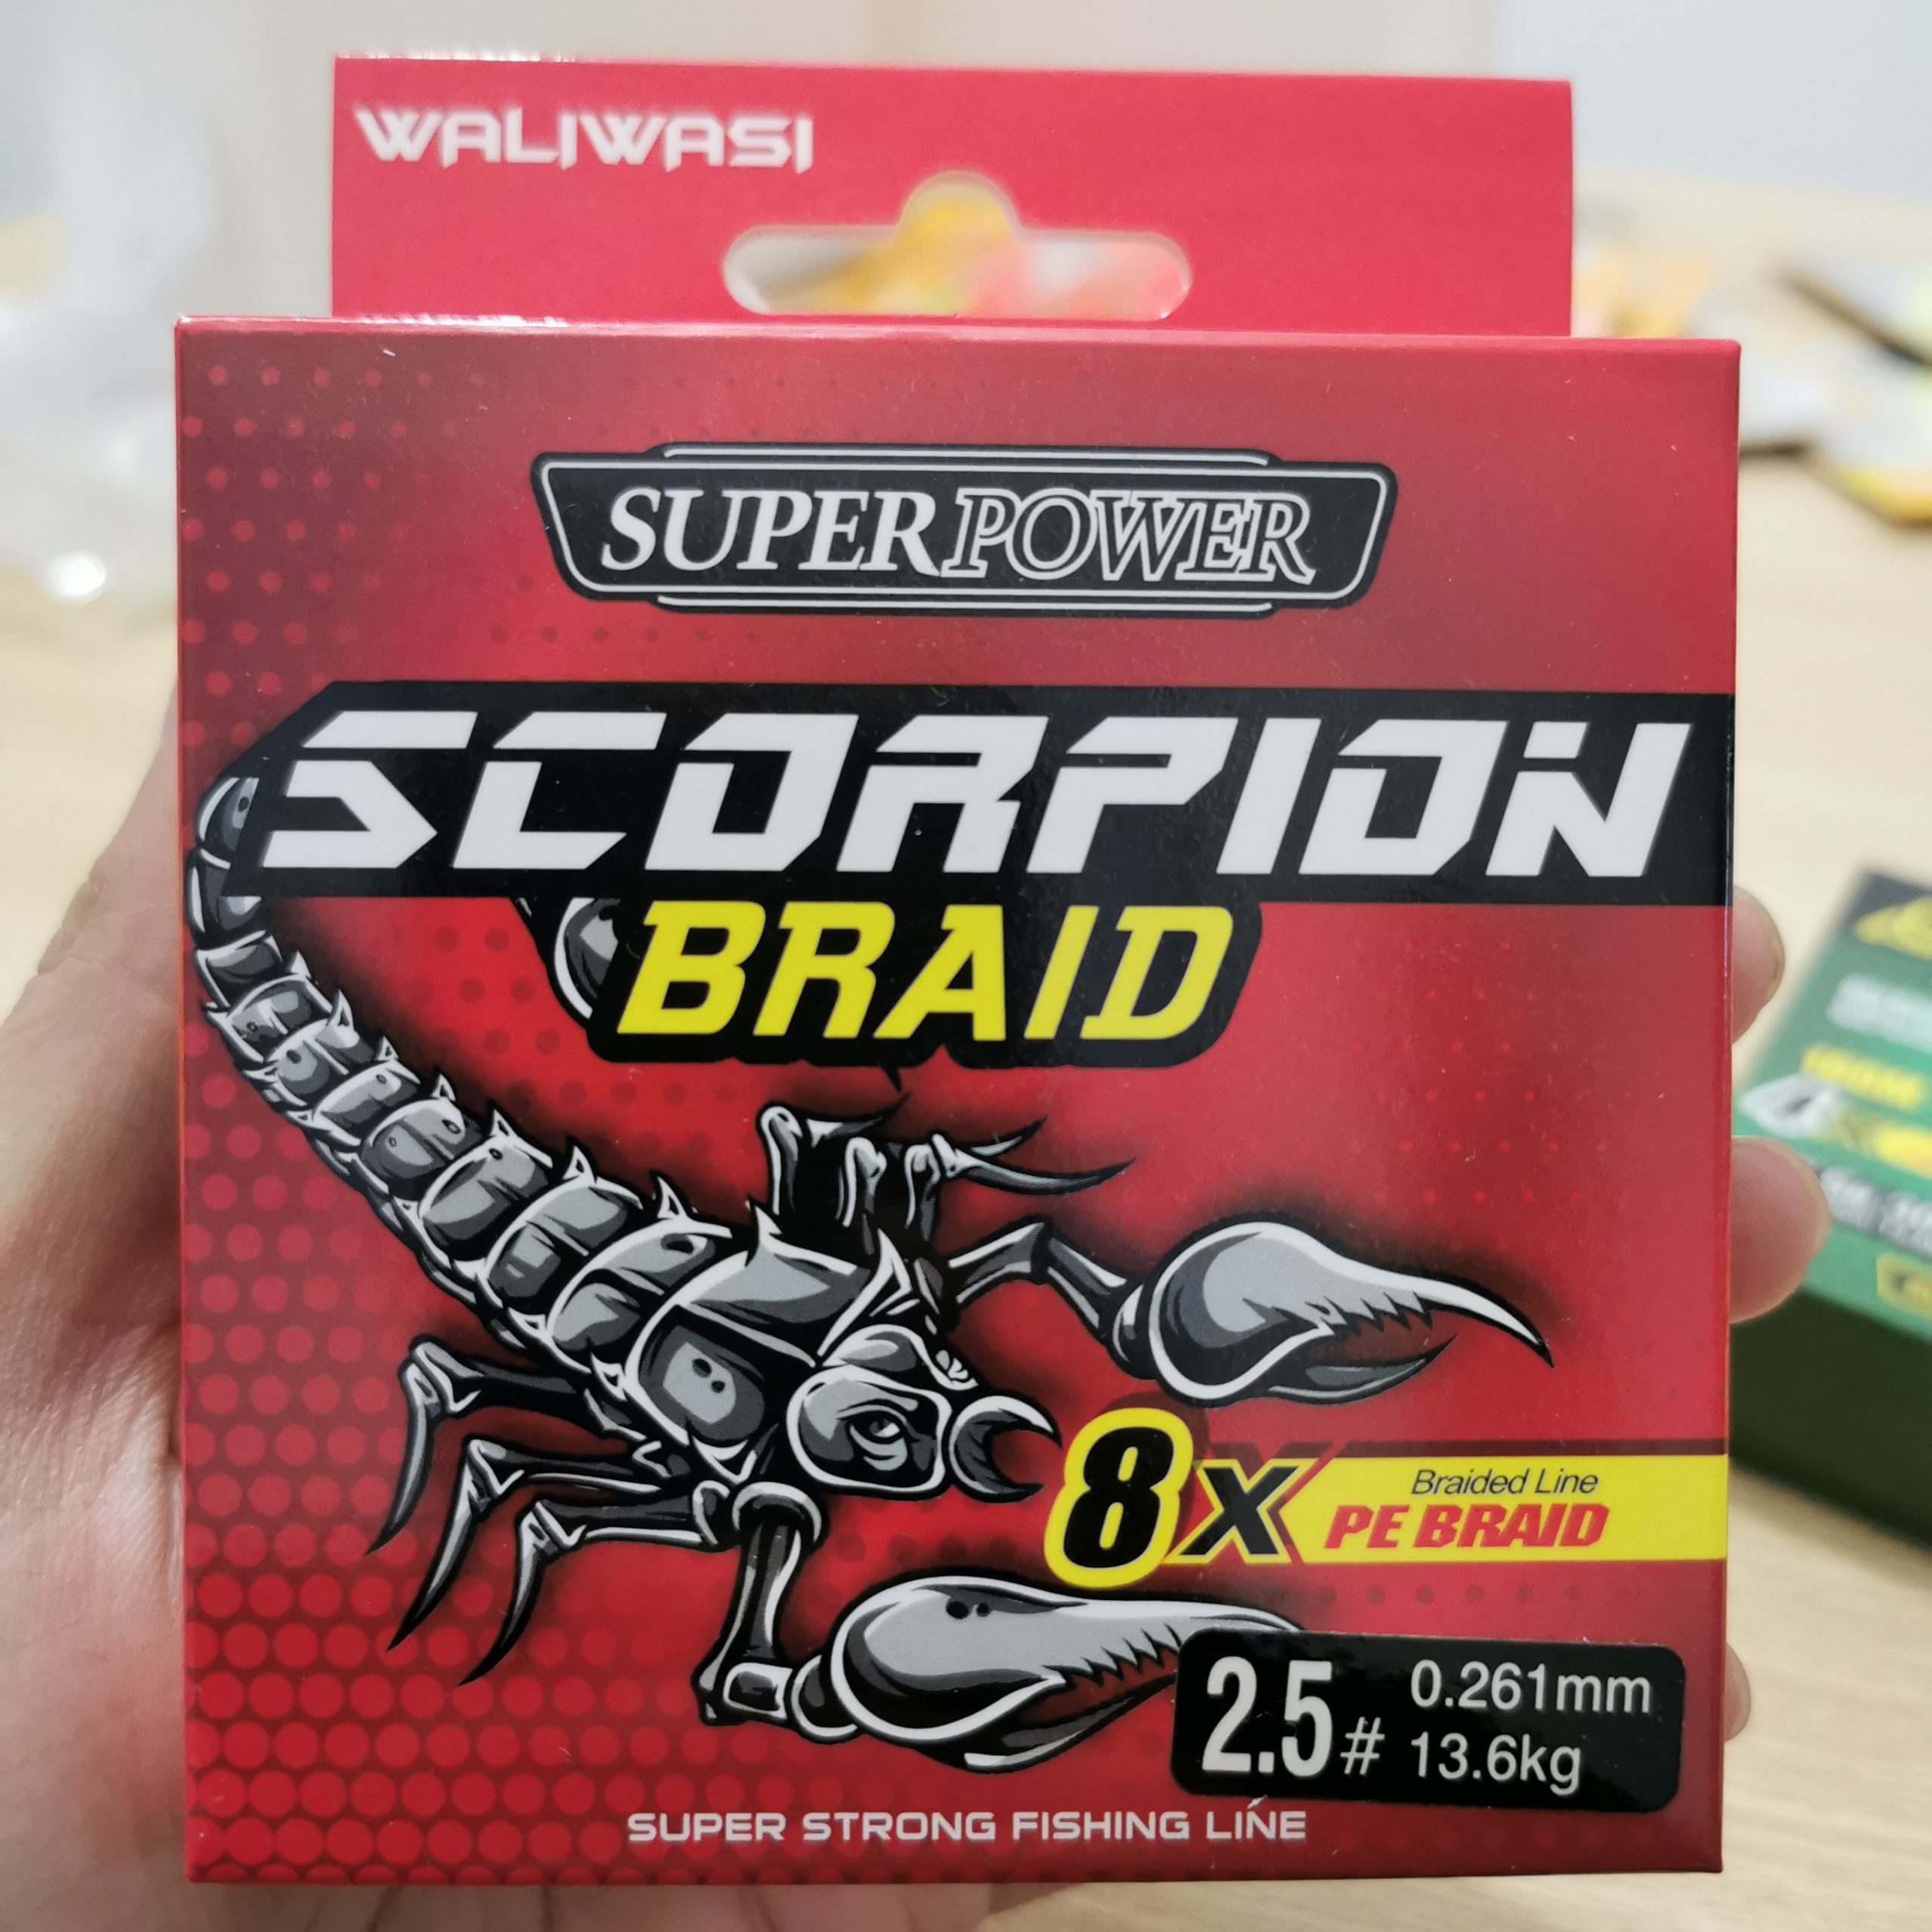 WALIWASI
SUPER POWER
SCORPION
BRAID
8X
Braided Line
PE BRAID
2.5# 0.261mm
13.6kg
SUPER STRONG FISHING LINE